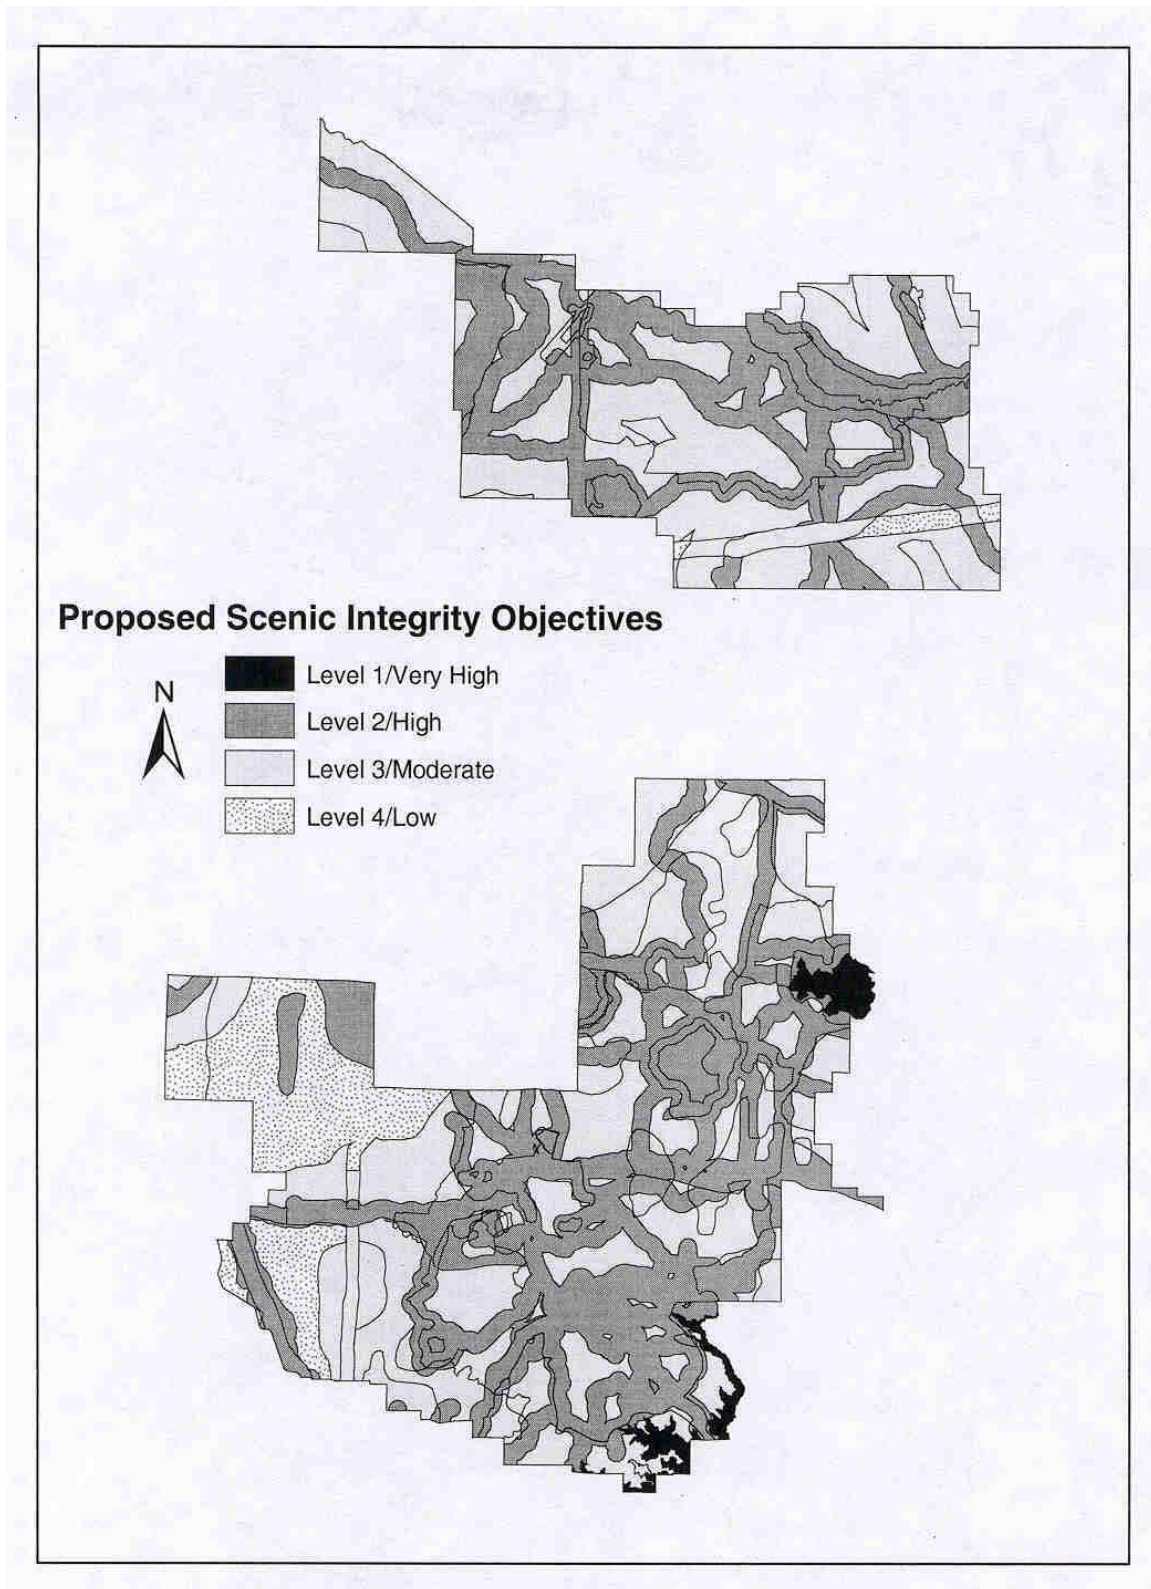 Proposed Scenic Integrity Objectives
N
Level 1/Very High
Level 2/High
Level 3/Moderate
Level 4/Low